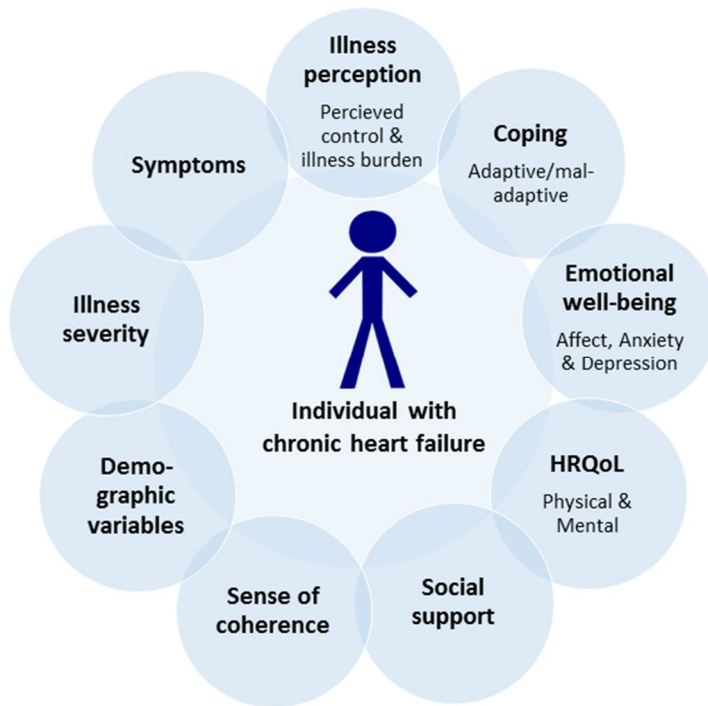 Illness
perception
Percieved
control &
illness burden
Coping
Adaptive/mal-
adaptive
Emotional
well-being
Affect, Anxiety
& Depression
HRQoL
Physical &
Mental
Social
support
Sense of
coherence
Demo-
graphic
variables
Illness
severity
Symptoms
Individual with
chronic heart failure